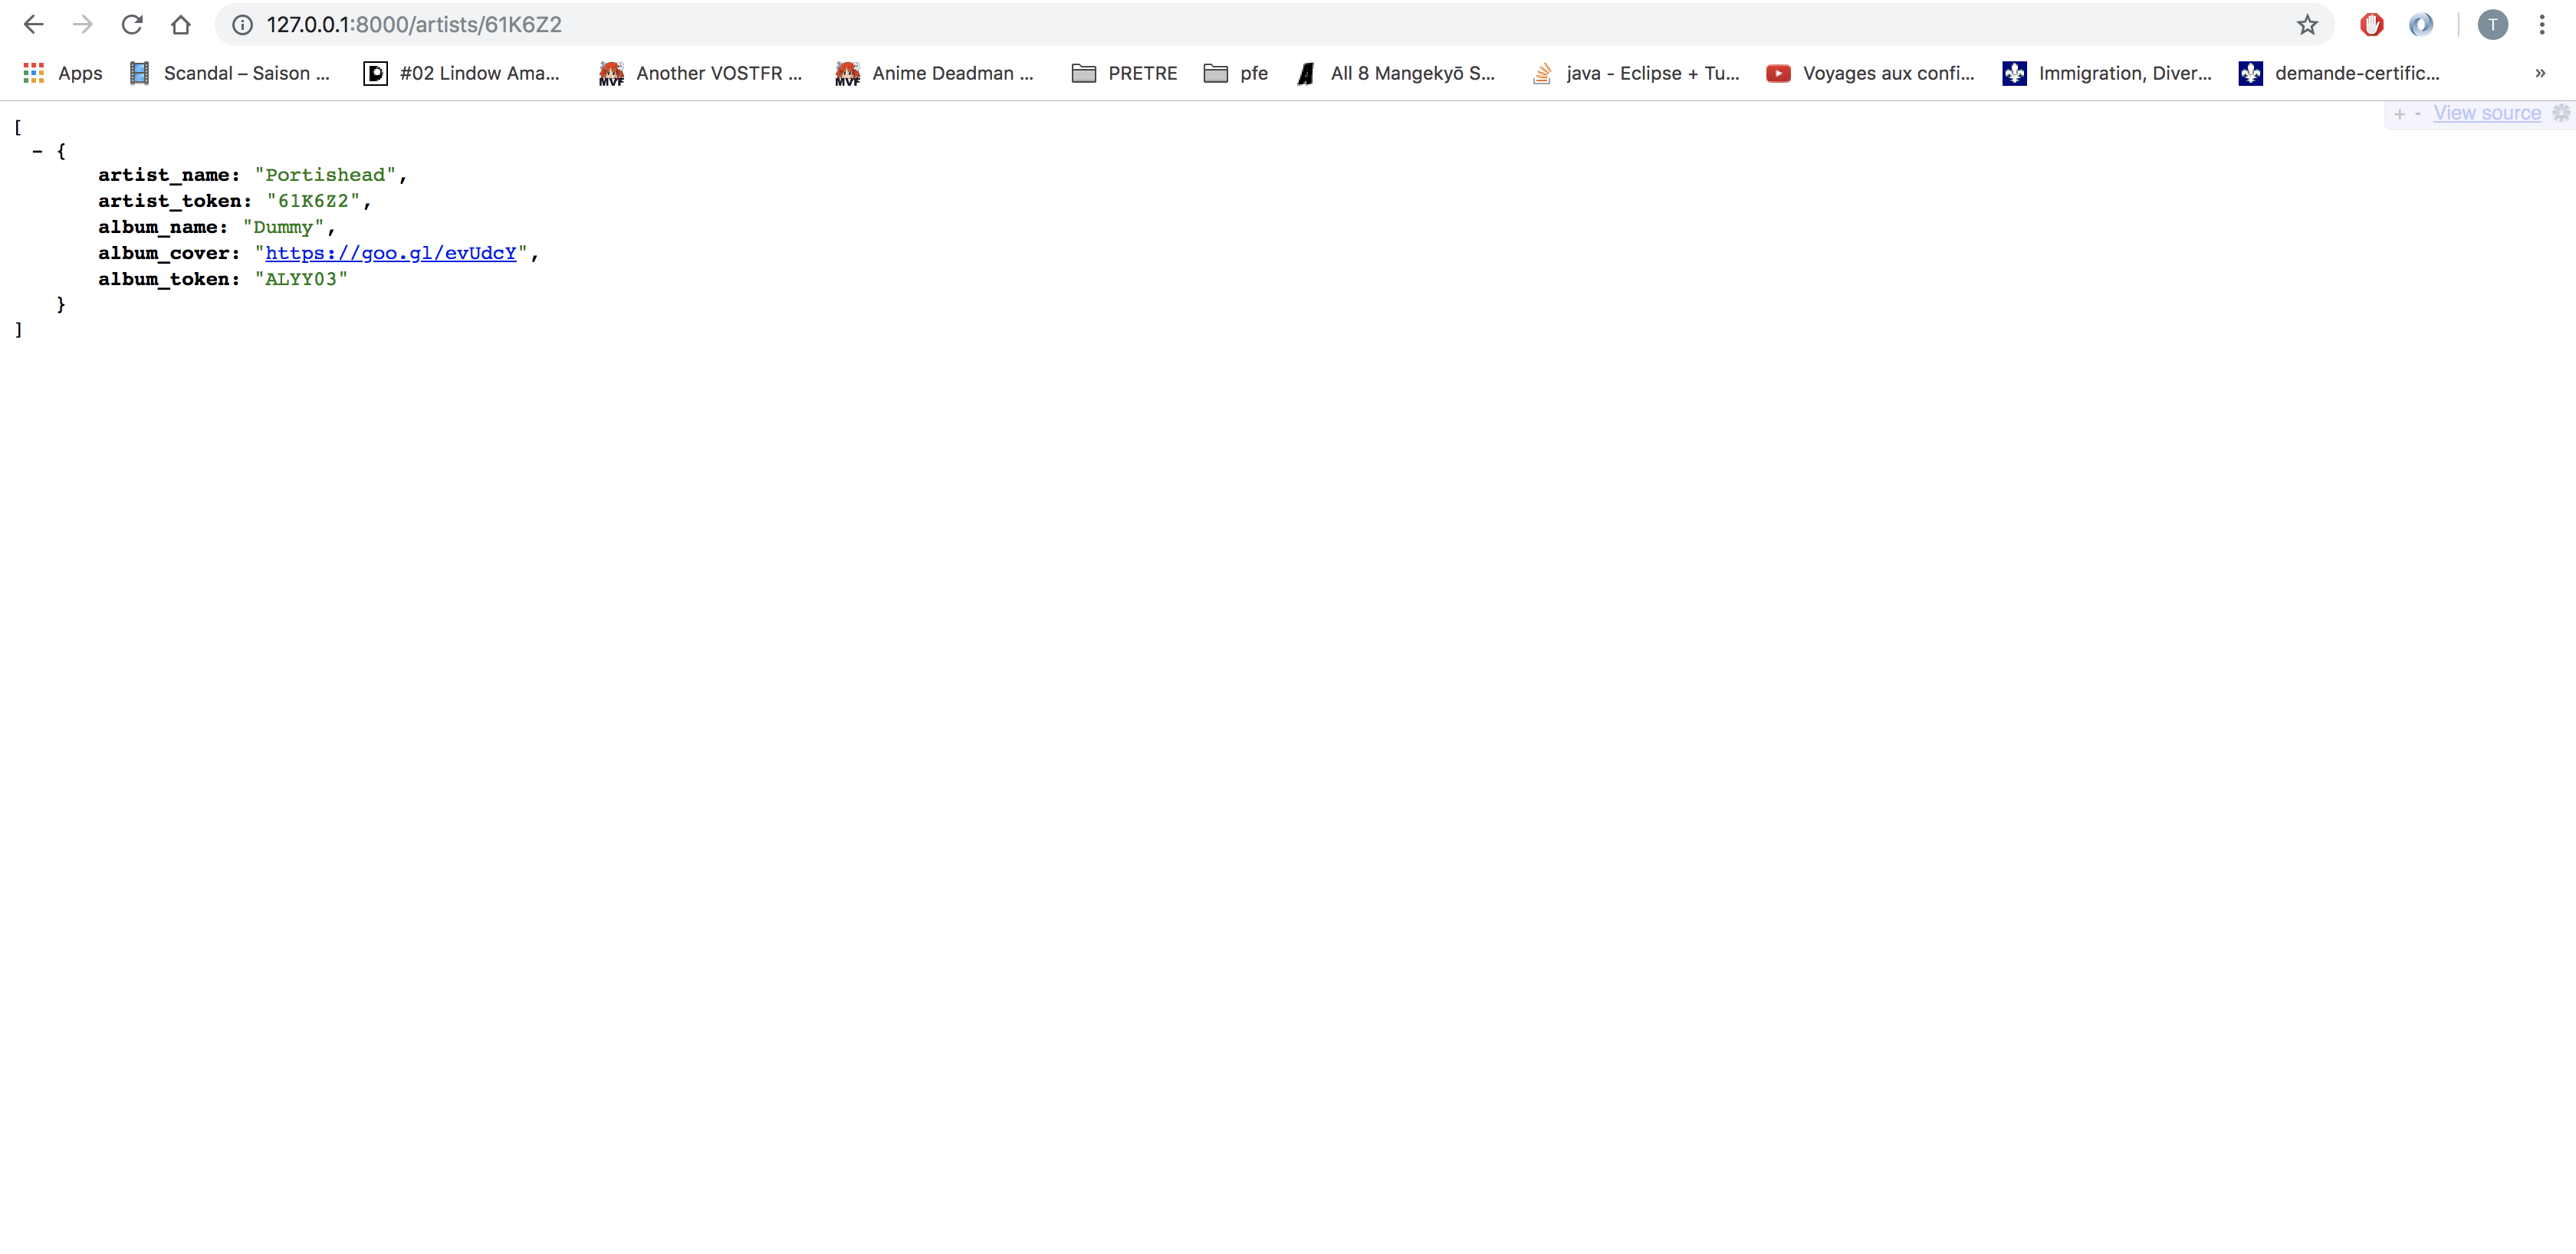 127.0.0.1:8000/artists/61K6Z2
T
Apps Scandal – Saison ... #02 Lindow Ama... Another VOSTFR ... Anime Deadman ... PRETRE pfe All 8 Mangekyō S... java - Eclipse + Tu... Voyages aux confi... Immigration, Diver... demande-certific... »
+ - View source
[
- {
artist_name: "Portishead",
artist_token: "61K6Z2",
album_name: "Dummy",
album_cover: "https://goo.gl/evUdcY",
album_token: "ALYY03"
}
]